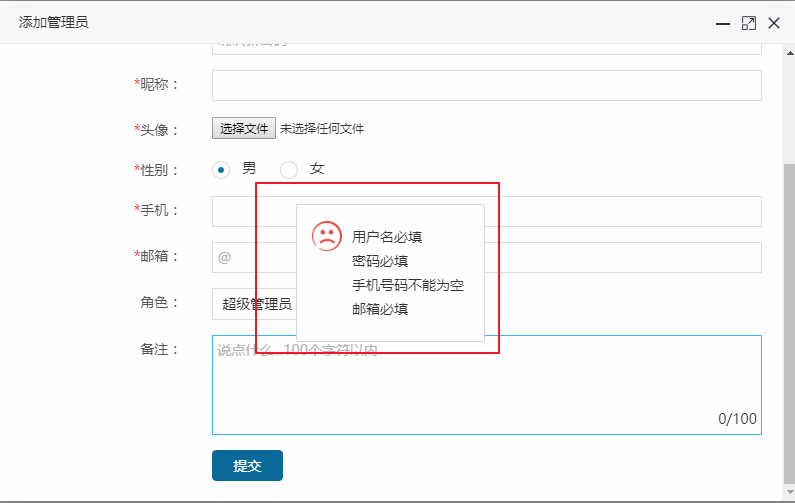 添加管理员
*昵称：
*头像：
选择文件 未选择任何文件
*性别：
男
女
*手机：
用户名必填
密码必填
手机号码不能为空
邮箱必填
*邮箱：
@
角色：
超级管理员
备注：
说点什么...100个字符以内
0/100
提交